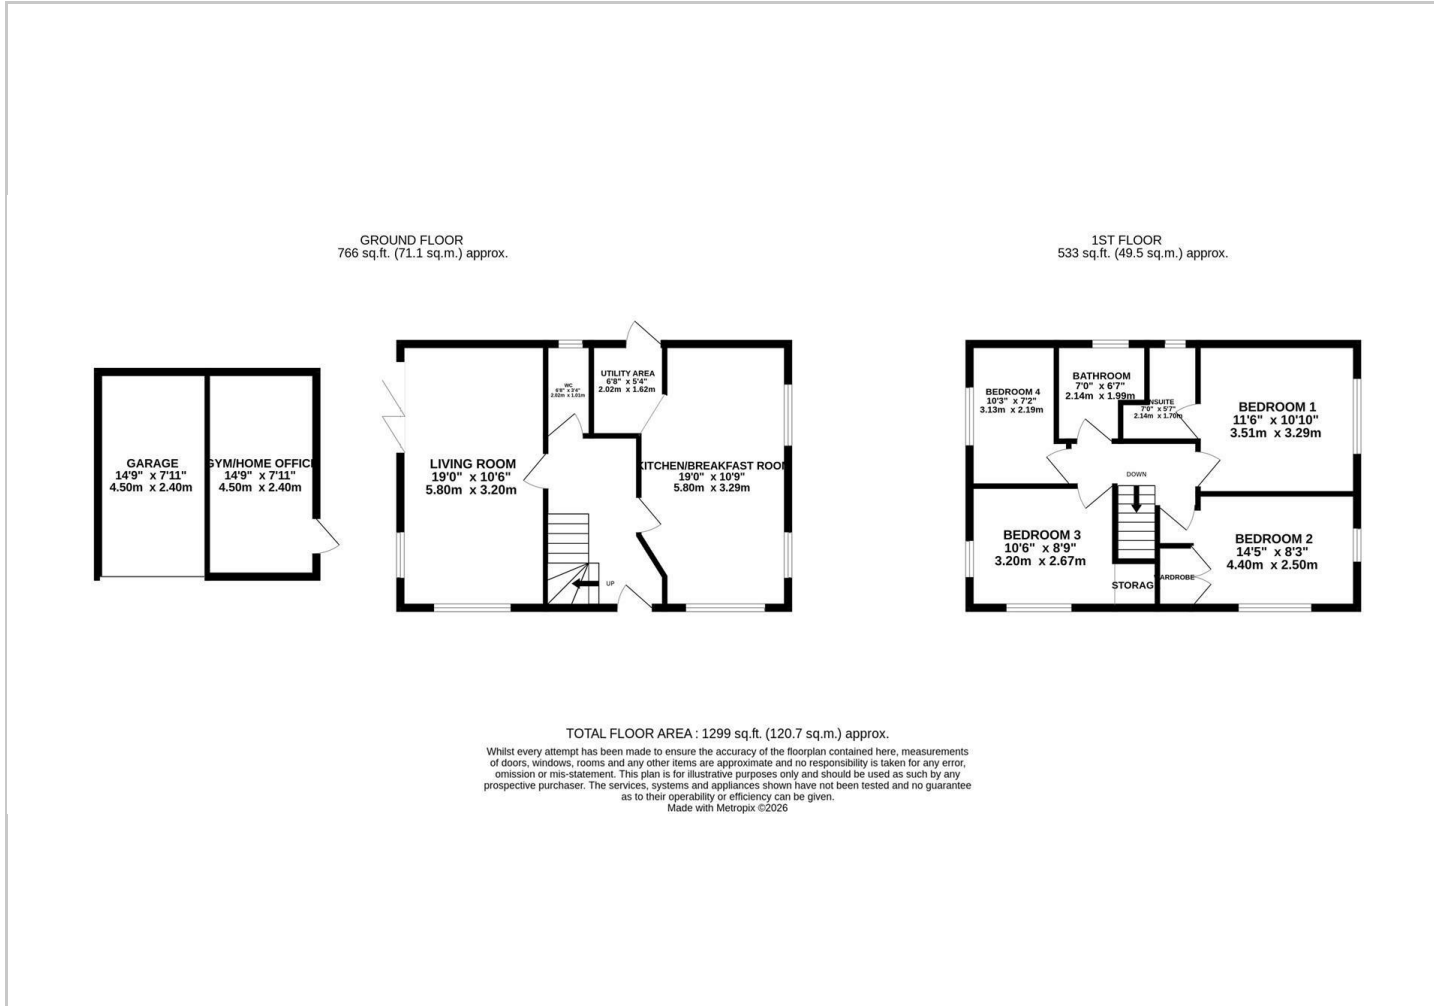 GROUND FLOOR
766 sq.ft. (71.1 sq.m.) approx.
1ST FLOOR
533 sq.ft. (49.5 sq.m.) approx.
GARAGE
14'9" x 7'11"
4.50m x 2.40m
GYM/HOME OFFIC
14'9" x 7'11"
4.50m x 2.40m
LIVING ROOM
19'0" x 10'6"
5.80m x 3.20m
WC
6'8" x 3'4"
2.02m x 1.01m
UTILITY AREA
6'8" x 5'4"
2.02m x 1.62m
KITCHEN/BREAKFAST ROOM
19'0" x 10'9"
5.80m x 3.29m
UP
BEDROOM 4
10'3" x 7'2"
3.13m x 2.19m
BATHROOM
7'0" x 6'7"
2.14m x 1.99m
ENSUITE
7'0" x 5'7"
2.14m x 1.70m
BEDROOM 1
11'6" x 10'10"
3.51m x 3.29m
DOWN
BEDROOM 3
10'6" x 8'9"
3.20m x 2.67m
STORAG
WARDROBE
BEDROOM 2
14'5" x 8'3"
4.40m x 2.50m
TOTAL FLOOR AREA : 1299 sq.ft. (120.7 sq.m.) approx.
Whilst every attempt has been made to ensure the accuracy of the floorplan contained here, measurements
of doors, windows, rooms and any other items are approximate and no responsibility is taken for any error,
omission or mis-statement. This plan is for illustrative purposes only and should be used as such by any
prospective purchaser. The services, systems and appliances shown have not been tested and no guarantee
as to their operability or efficiency can be given.
Made with Metropix ©2026